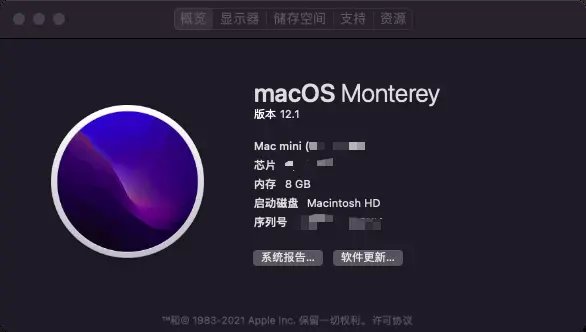 概览 显示器 储存空间 支持 资源
macOS Monterey
版本 12.1
Mac mini (
芯片
内存 8 GB
启动磁盘 Macintosh HD
序列号
系统报告... 软件更新...
™和© 1983-2021 Apple Inc. 保留一切权利。许可协议